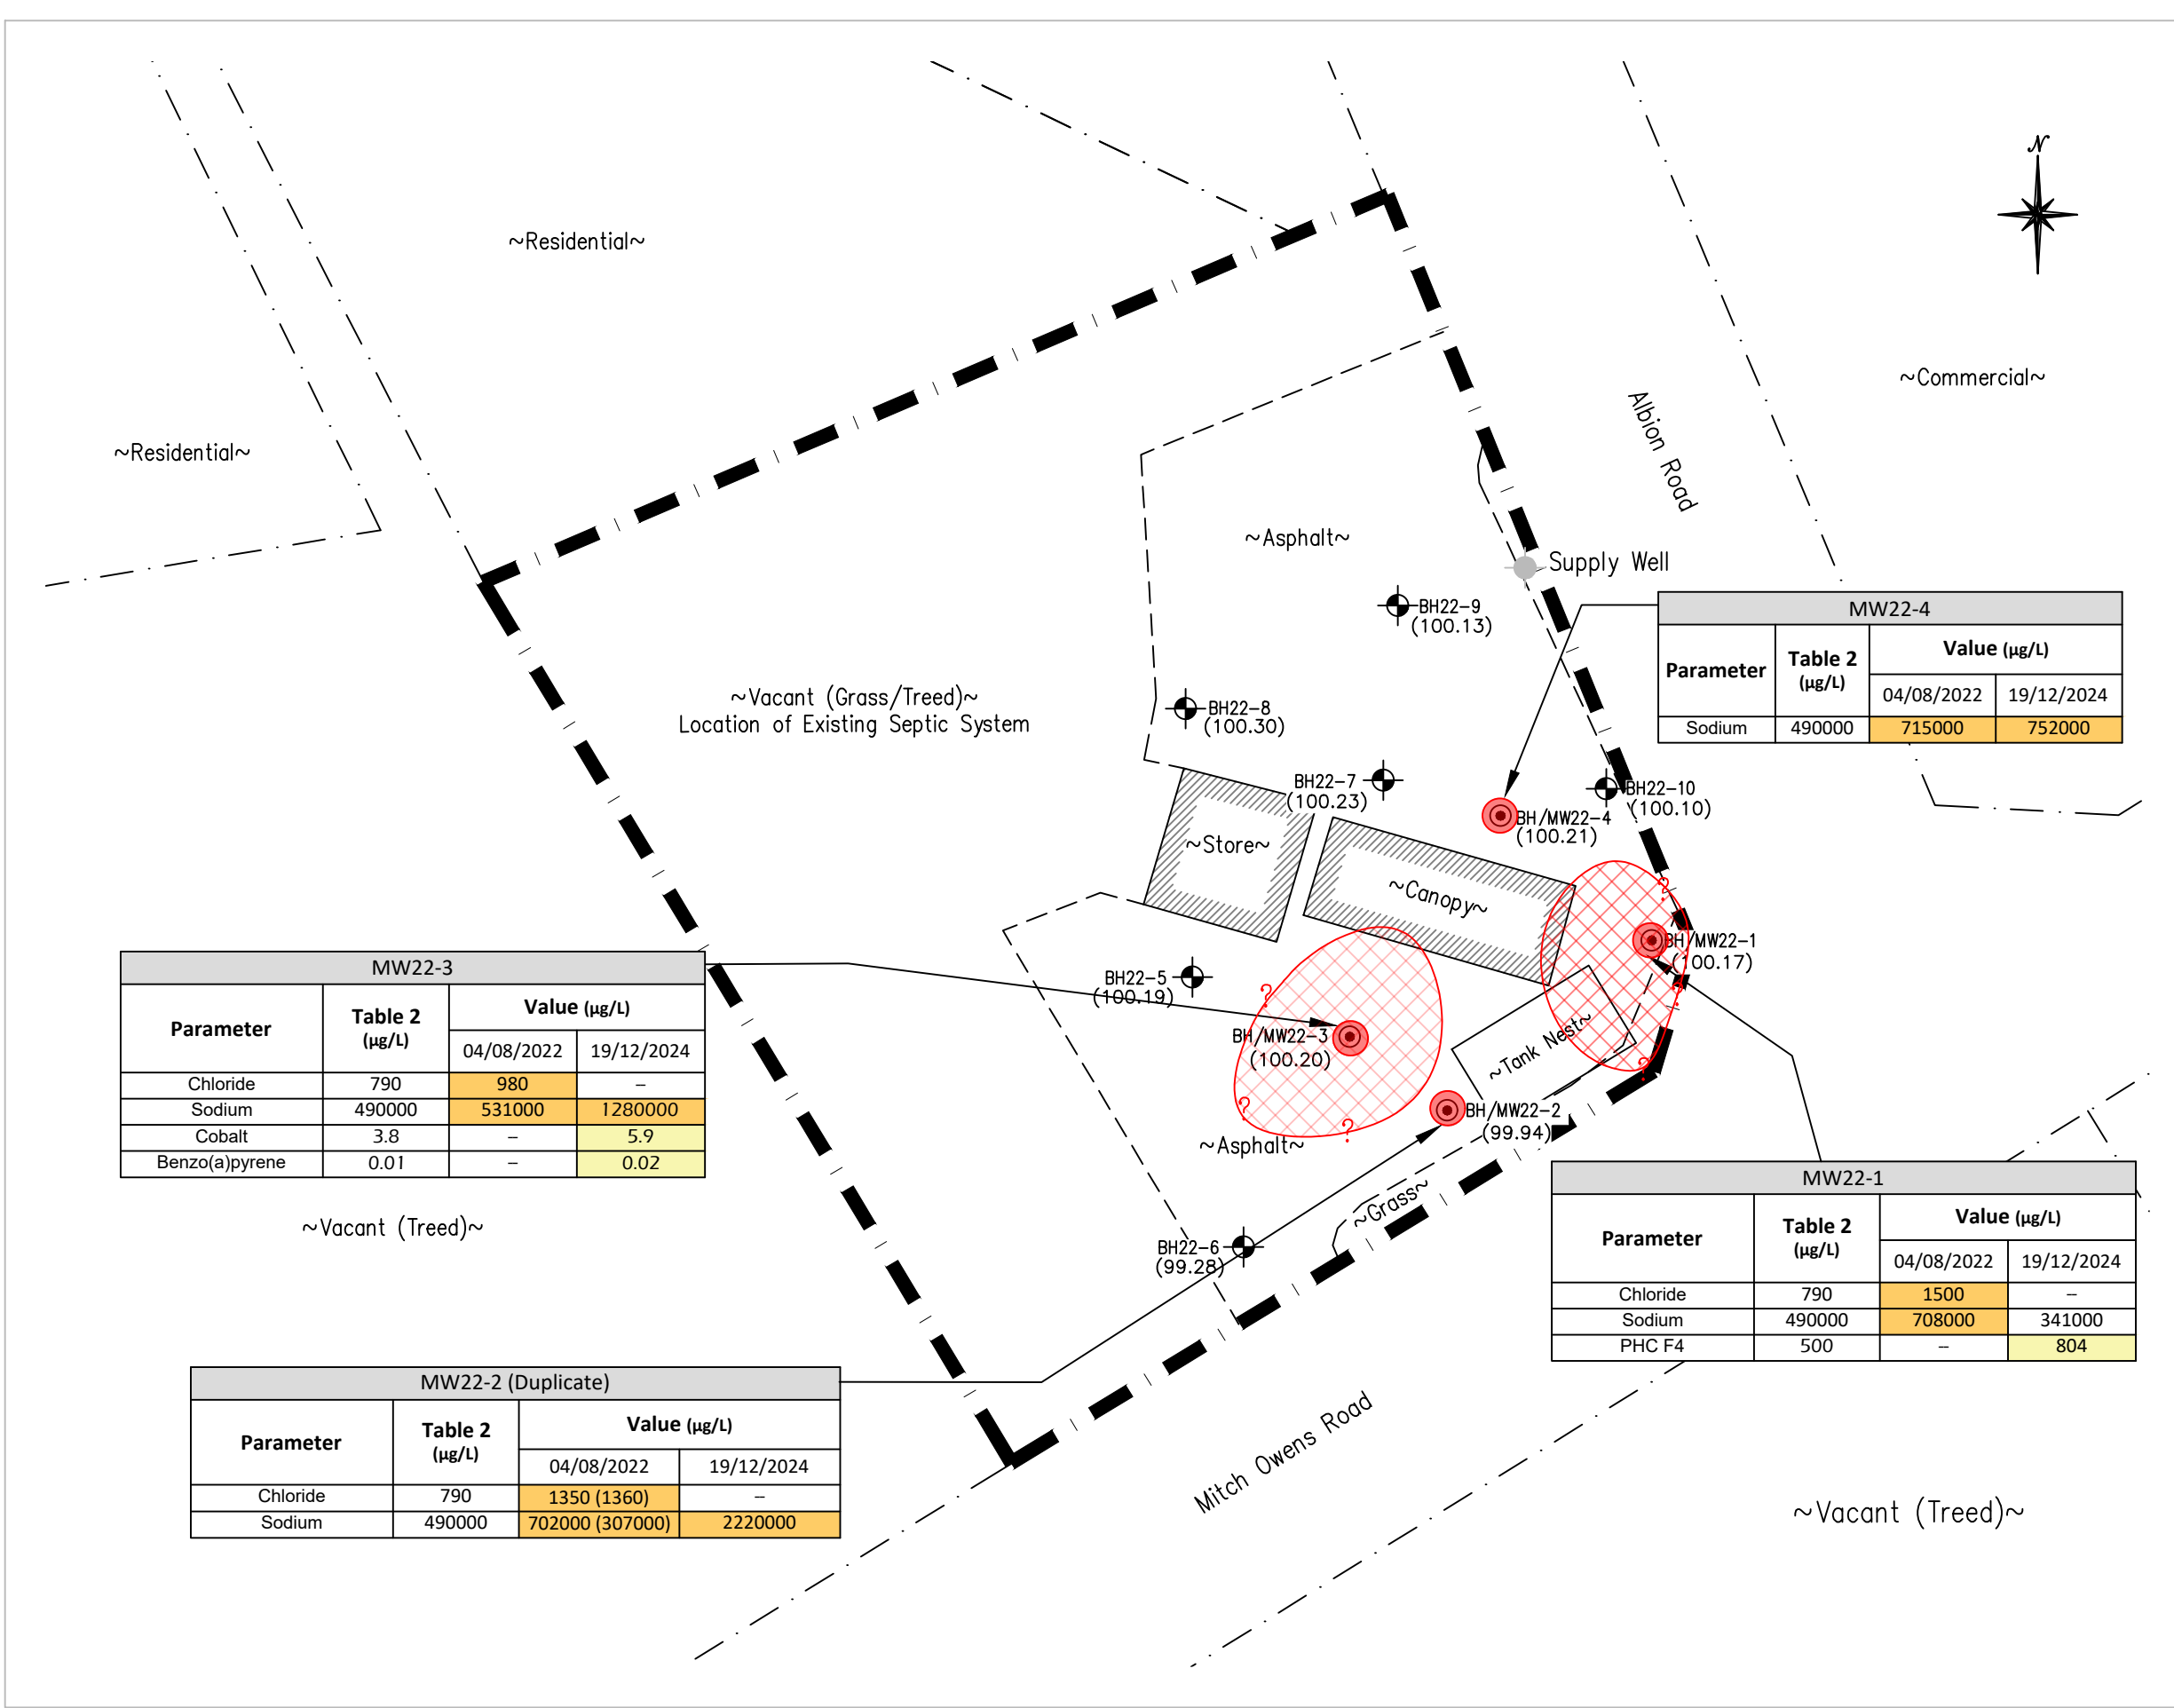 N
~Residential~
~Commercial~
Albion Road
~Residential~
~Asphalt~
Supply Well
BH22-9
(100.13)
MW22-4
Parameter Table 2 (µg/L) Value (µg/L)
04/08/2022 19/12/2024
Sodium 490000 715000 752000
~Vacant (Grass/Treed)~
Location of Existing Septic System
BH22-8
(100.30)
BH22-7
(100.23)
BH22-10
(100.10)
BH/MW22-4
(100.21)
~Store~
~Canopy~
?
BH/MW22-1
(100.17)
MW22-3
Parameter Table 2 (µg/L) Value (µg/L)
04/08/2022 19/12/2024
Chloride 790 980 –
Sodium 490000 531000 1280000
Cobalt 3.8 – 5.9
Benzo(a)pyrene 0.01 – 0.02
BH22-5
(100.19)
?
?
BH/MW22-3
(100.20)
~Tank Nest~
?
?
?
BH/MW22-2
(99.94)
~Asphalt~
~Grass~
MW22-1
Parameter Table 2 (µg/L) Value (µg/L)
04/08/2022 19/12/2024
Chloride 790 1500 –
Sodium 490000 708000 341000
PHC F4 500 – 804
~Vacant (Treed)~
BH22-6
(99.28)
MW22-2 (Duplicate)
Parameter Table 2 (µg/L) Value (µg/L)
04/08/2022 19/12/2024
Chloride 790 1350 (1360) –
Sodium 490000 702000 (307000) 2220000
Mitch Owens Road
~Vacant (Treed)~